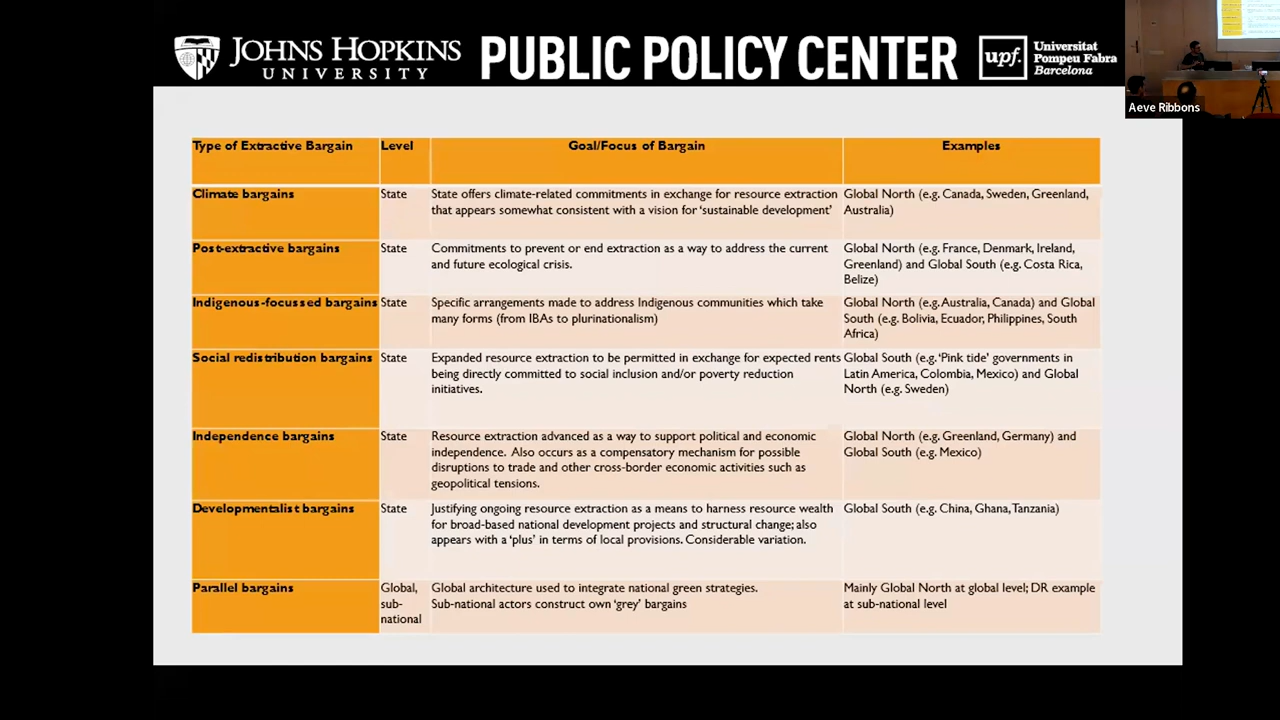 JOHNS HOPKINS
UNIVERSITY
PUBLIC POLICY CENTER
upf.
Universitat
Pompeu Fabra
Barcelona
Aeve Ribbons
Type of Extractive Bargain Level Goal/Focus of Bargain Examples
Climate bargains State State offers climate-related commitments in exchange for resource extraction Global North (e.g. Canada, Sweden, Greenland,
that appears somewhat consistent with a vision for ‘sustainable development’ Australia)
Post-extractive bargains State Commitments to prevent or end extraction as a way to address the current Global North (e.g. France, Denmark, Ireland,
and future ecological crisis. Greenland) and Global South (e.g. Costa Rica,
Belize)
Indigenous-focussed bargains State Specific arrangements made to address Indigenous communities which take Global North (e.g. Australia, Canada) and Global
many forms (from IBAs to plurinationalism) South (e.g. Bolivia, Ecuador, Philippines, South
Africa)
Social redistribution bargains State Expanded resource extraction to be permitted in exchange for expected rents Global South (e.g. ‘Pink tide’ governments in
being directly committed to social inclusion and/or poverty reduction Latin America, Colombia, Mexico) and Global
initiatives. North (e.g. Sweden)
Independence bargains State Resource extraction advanced as a way to support political and economic Global North (e.g. Greenland, Germany) and
independence. Also occurs as a compensatory mechanism for possible Global South (e.g. Mexico)
disruptions to trade and other cross-border economic activities such as
geopolitical tensions.
Developmentalist bargains State Justifying ongoing resource extraction as a means to harness resource wealth Global South (e.g. China, Ghana, Tanzania)
for broad-based national development projects and structural change; also
appears with a ‘plus’ in terms of local provisions. Considerable variation.
Parallel bargains Global, Global architecture used to integrate national green strategies. Mainly Global North at global level; DR example
sub- Sub-national actors construct own ‘grey’ bargains at sub-national level
national